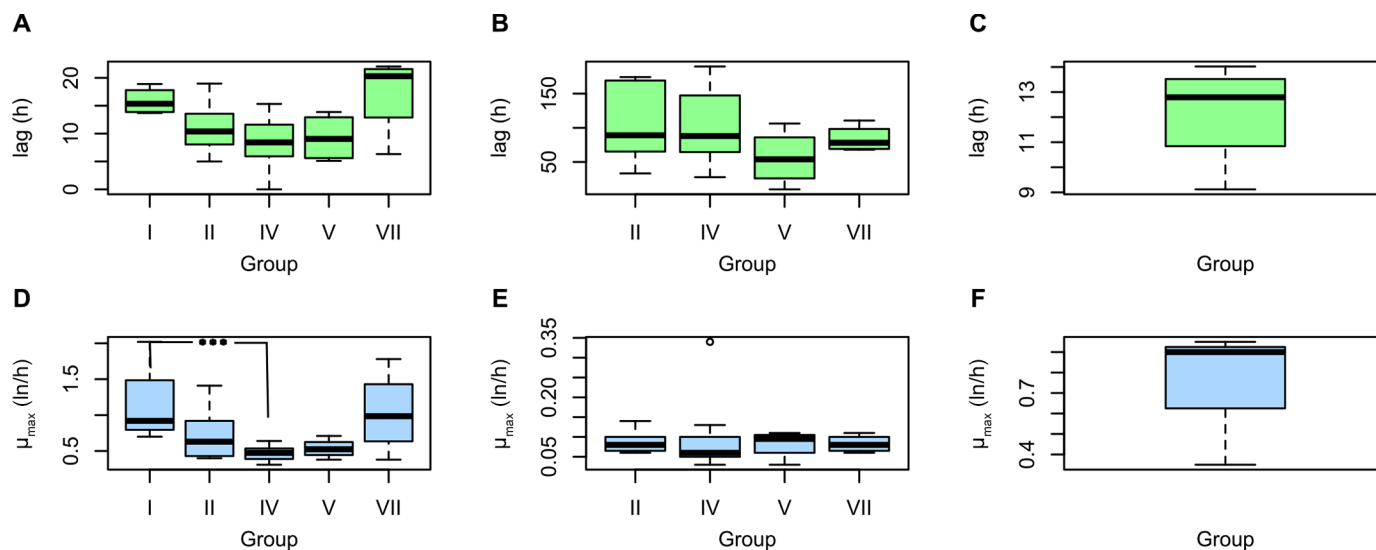 A
lag (h)
0 10 20
I II IV V VII
Group
B
lag (h)
50 150
II IV V VII
Group
C
lag (h)
9 11 13
Group
D
μmax (ln/h)
0.5 1.5
***
I II IV V VII
Group
E
μmax (ln/h)
0.05 0.20 0.35
II IV V VII
Group
F
μmax (ln/h)
0.4 0.7
Group